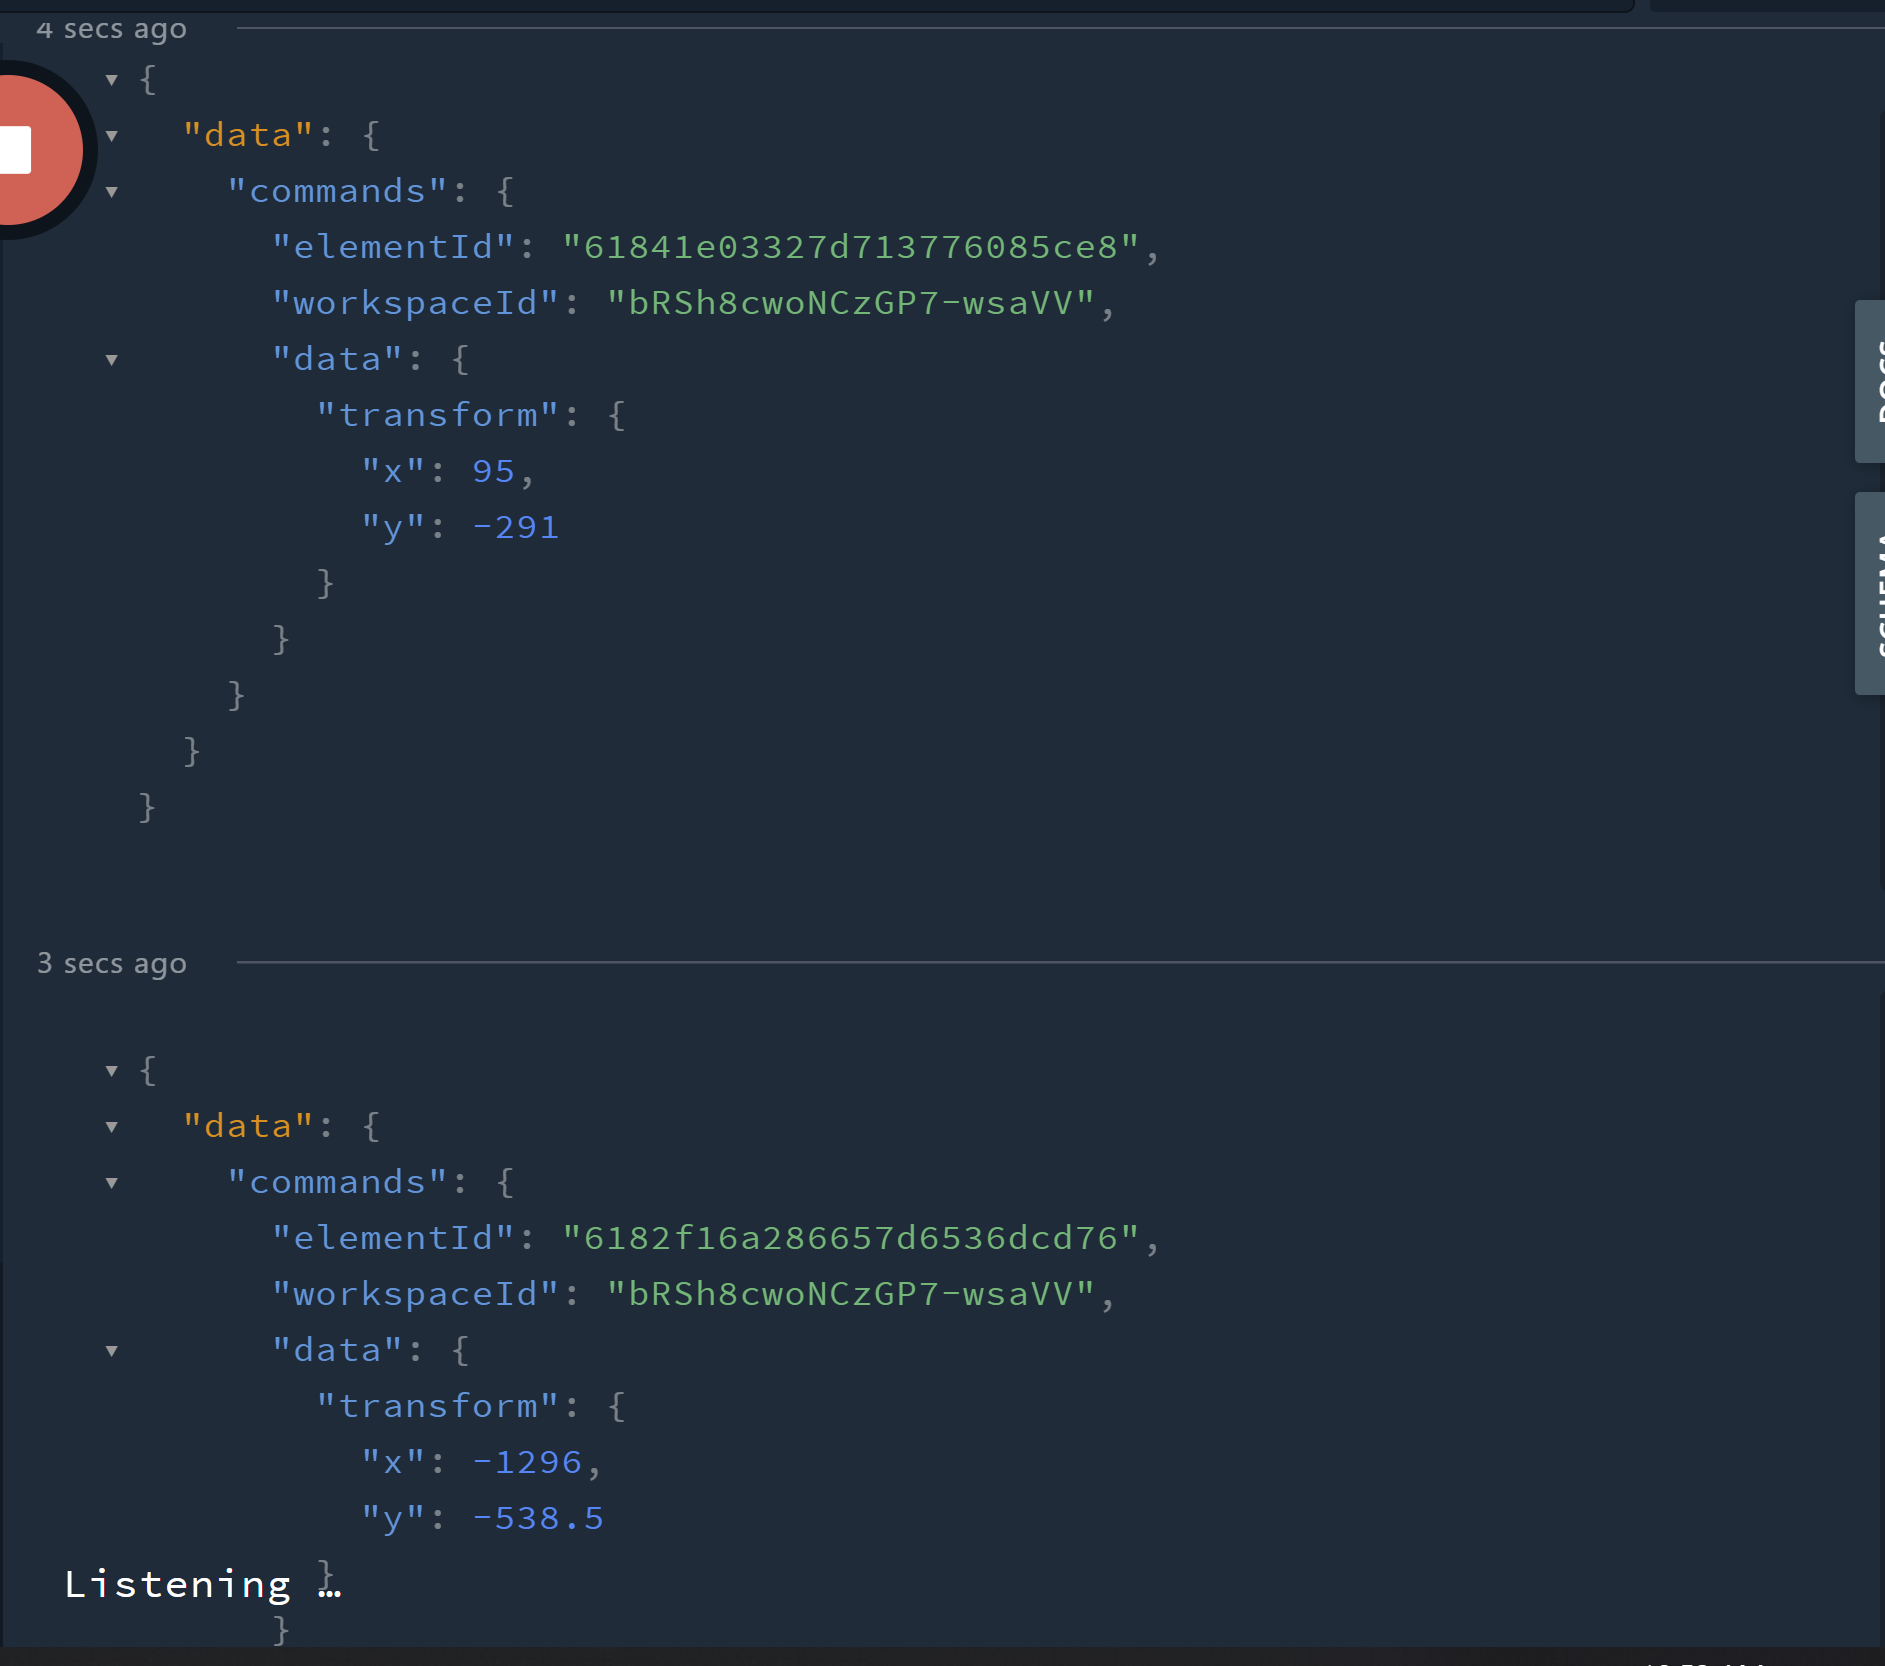 4 secs ago
{
"data": {
"commands": {
"elementId": "61841e03327d713776085ce8",
"workspaceId": "bRSh8cwoNCzGP7-wsaVV",
"data": {
"transform": {
"x": 95,
"y": -291
}
}
}
}
}
DOCS
SCHEMA
3 secs ago
{
"data": {
"commands": {
"elementId": "6182f16a286657d6536dcd76",
"workspaceId": "bRSh8cwoNCzGP7-wsaVV",
"data": {
"transform": {
"x": -1296,
"y": -538.5
}
Listening …
}